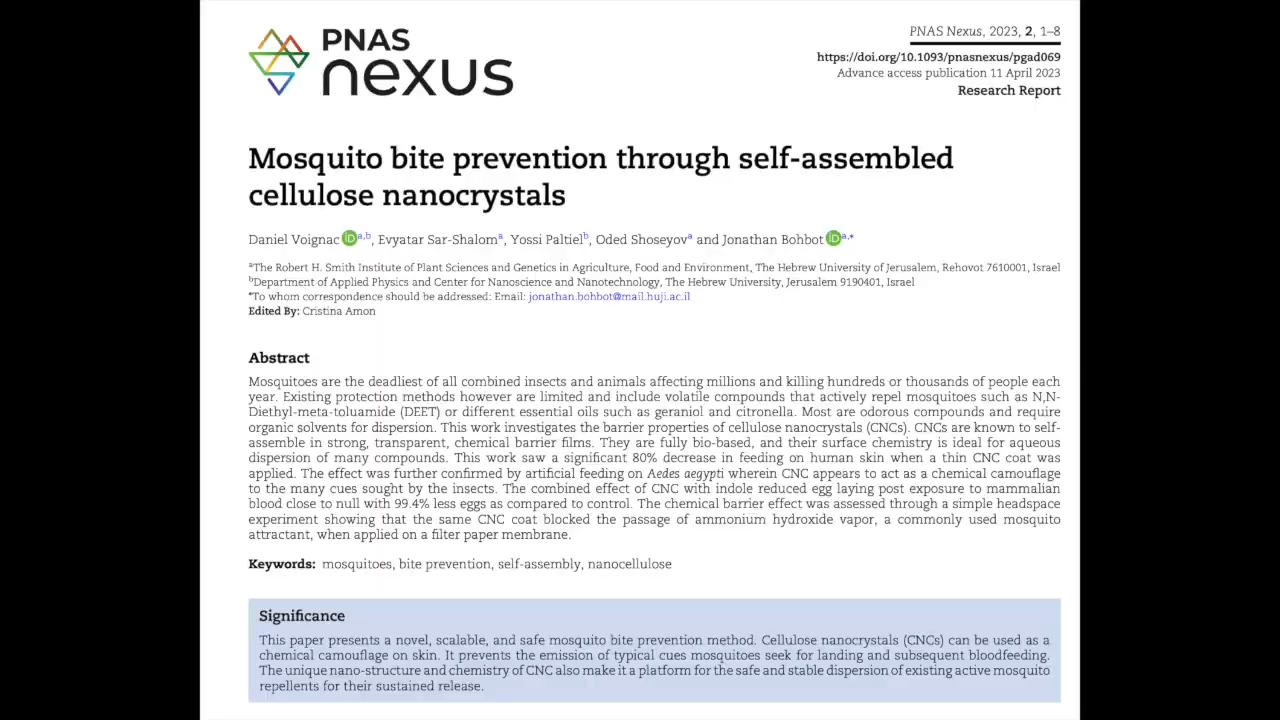 PNAS
nexus
PNAS Nexus, 2023, 2, 1–8
https://doi.org/10.1093/pnasnexus/pgad069
Advance access publication 11 April 2023
Research Report
Mosquito bite prevention through self-assembled
cellulose nanocrystals
Daniel Voignac iD a,b, Evyatar Sar-Shalom a, Yossi Paltiel b, Oded Shoseyov a and Jonathan Bohbot iD a,*
aThe Robert H. Smith Institute of Plant Sciences and Genetics in Agriculture, Food and Environment, The Hebrew University of Jerusalem, Rehovot 7610001, Israel
bDepartment of Applied Physics and Center for Nanoscience and Nanotechnology, The Hebrew University, Jerusalem 9190401, Israel
*To whom correspondence should be addressed: Email: jonathan.bohbot@mail.huji.ac.il
Edited By: Cristina Amon
Abstract
Mosquitoes are the deadliest of all combined insects and animals affecting millions and killing hundreds or thousands of people each
year. Existing protection methods however are limited and include volatile compounds that actively repel mosquitoes such as N,N-
Diethyl-meta-toluamide (DEET) or different essential oils such as geraniol and citronella. Most are odorous compounds and require
organic solvents for dispersion. This work investigates the barrier properties of cellulose nanocrystals (CNCs). CNCs are known to self-
assemble in strong, transparent, chemical barrier films. They are fully bio-based, and their surface chemistry is ideal for aqueous
dispersion of many compounds. This work saw a significant 80% decrease in feeding on human skin when a thin CNC coat was
applied. The effect was further confirmed by artificial feeding on Aedes aegypti wherein CNC appears to act as a chemical camouflage
to the many cues sought by the insects. The combined effect of CNC with indole reduced egg laying post exposure to mammalian
blood close to null with 99.4% less eggs as compared to control. The chemical barrier effect was assessed through a simple headspace
experiment showing that the same CNC coat blocked the passage of ammonium hydroxide vapor, a commonly used mosquito
attractant, when applied on a filter paper membrane.
Keywords: mosquitoes, bite prevention, self-assembly, nanocellulose
Significance
This paper presents a novel, scalable, and safe mosquito bite prevention method. Cellulose nanocrystals (CNCs) can be used as a
chemical camouflage on skin. It prevents the emission of typical cues mosquitoes seek for landing and subsequent bloodfeeding.
The unique nano-structure and chemistry of CNC also make it a platform for the safe and stable dispersion of existing active mosquito
repellents for their sustained release.